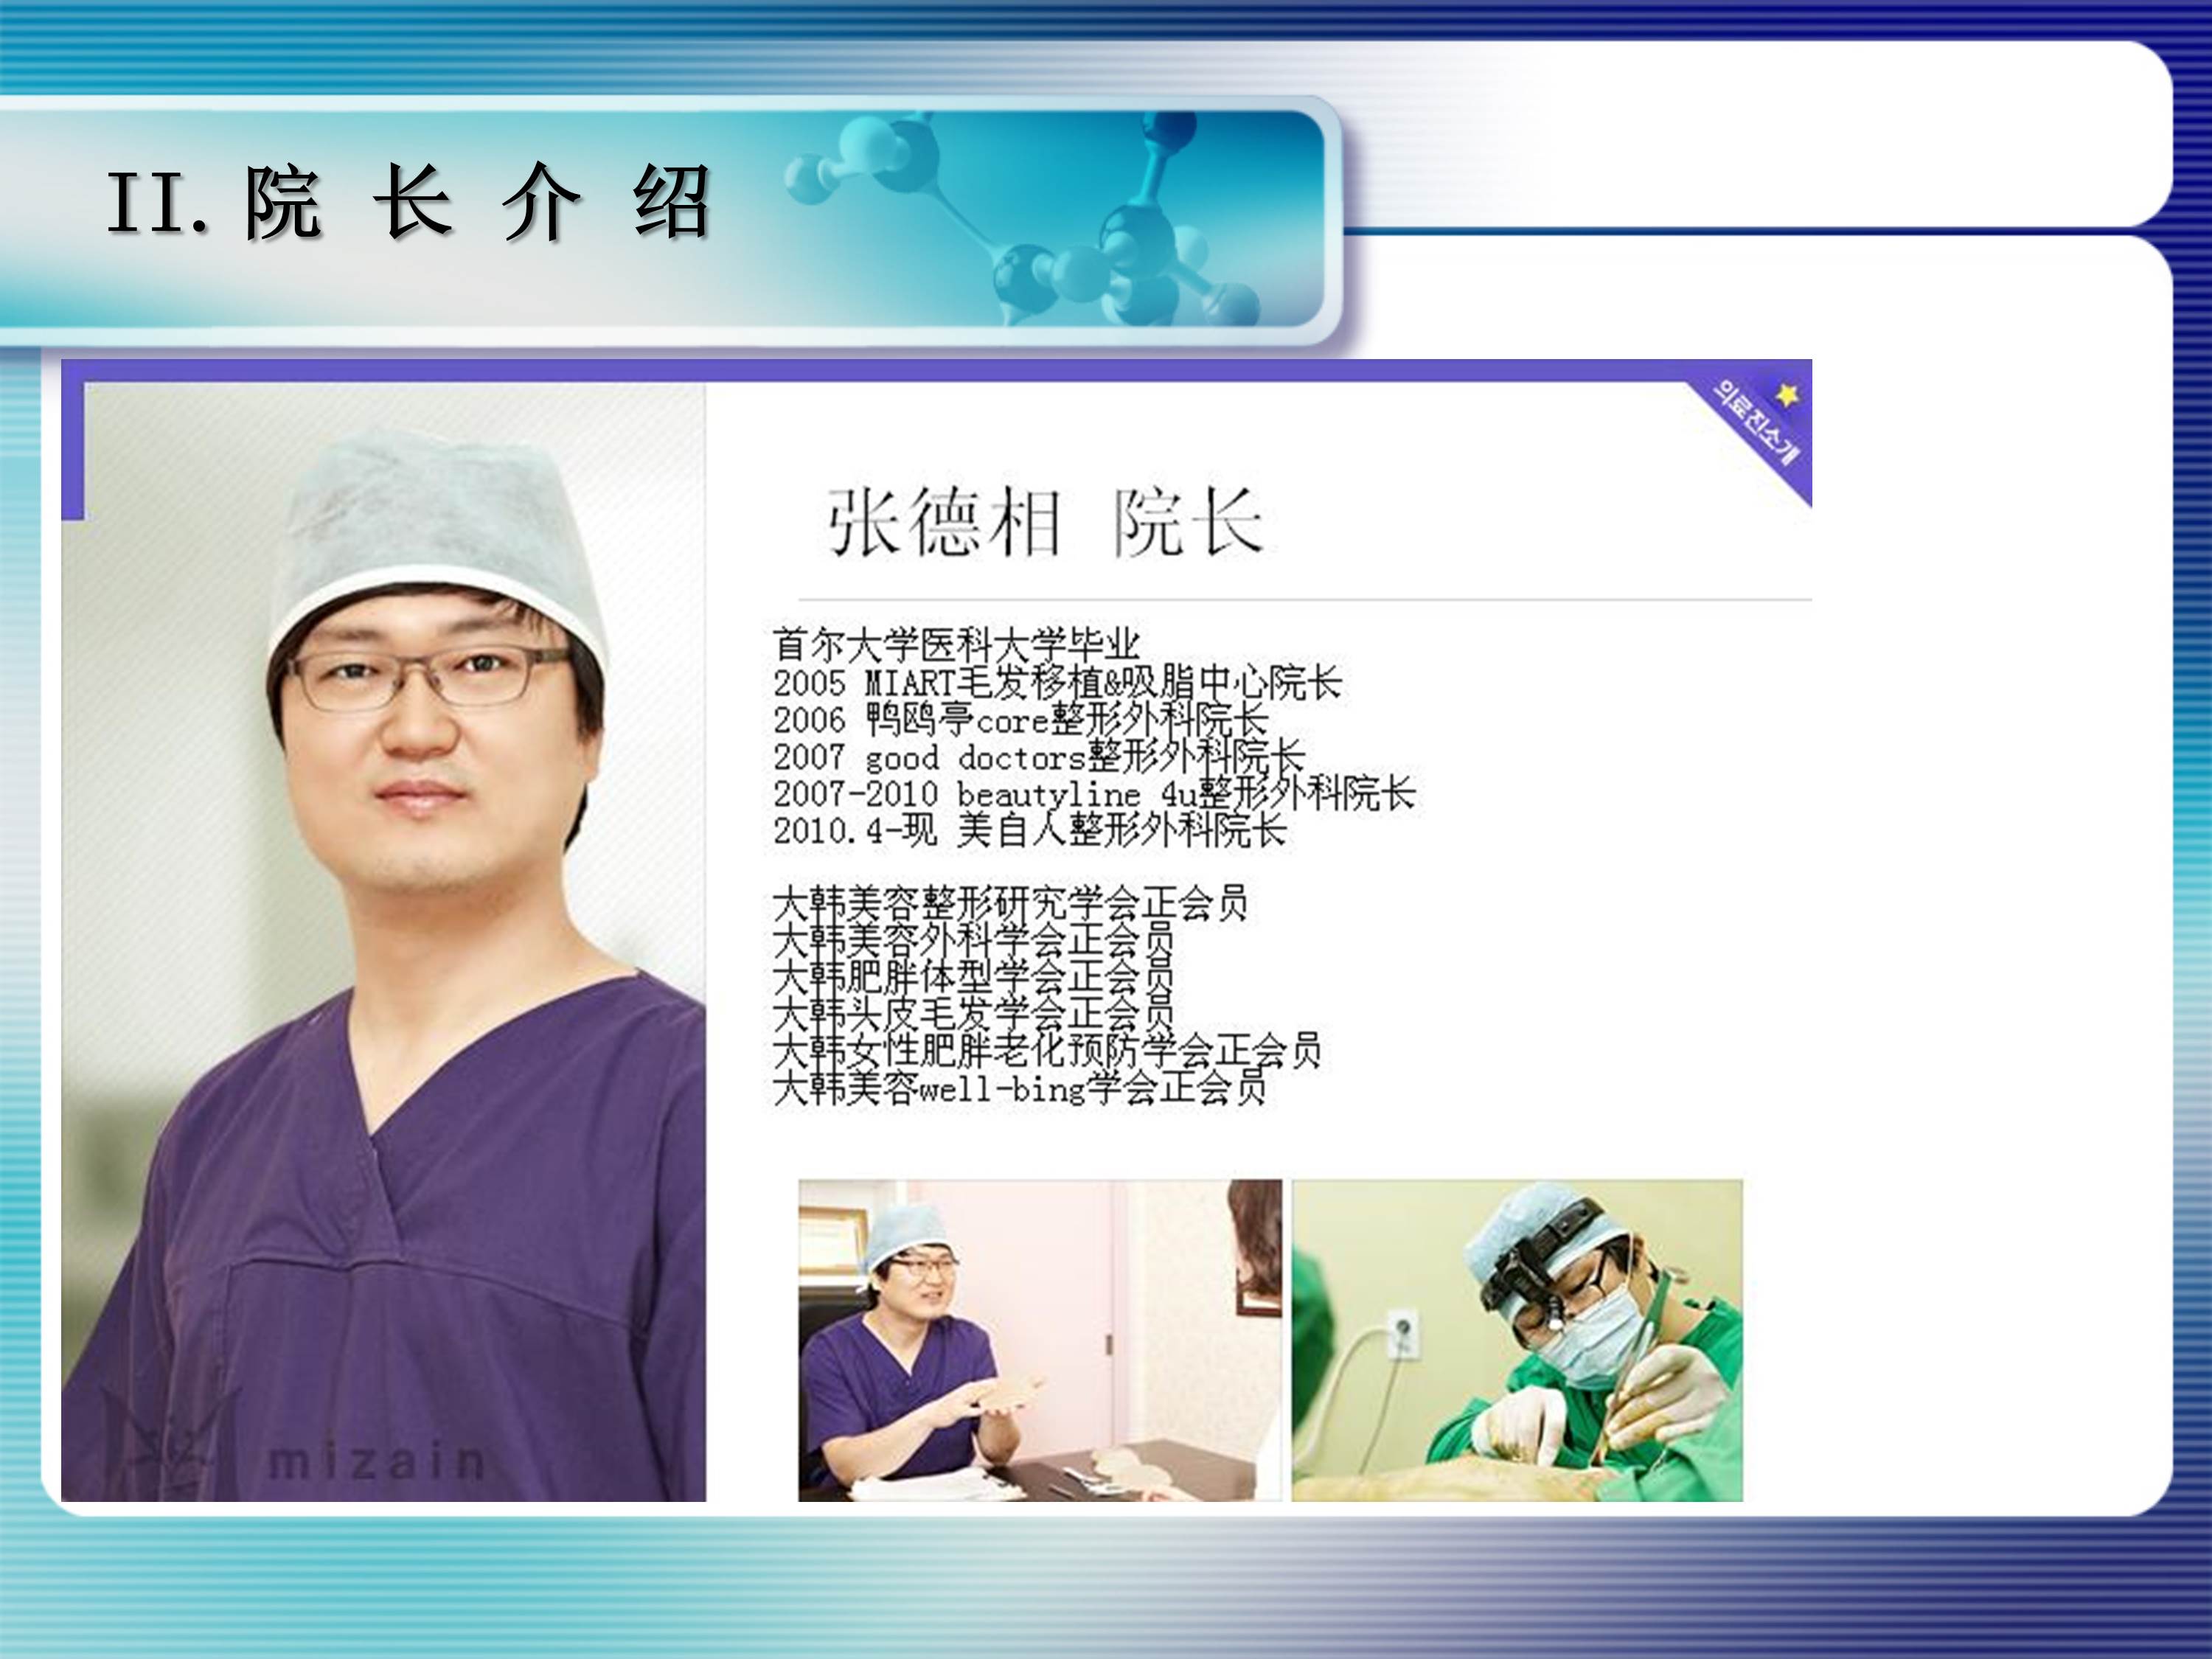 II.院 长 介 绍
의료진소개
张德相 院长
首尔大学医科大学毕业
2005 MIART毛发移植&吸脂中心院长
2006 鸭鸥亭core整形外科院长
2007 good doctors整形外科院长
2007-2010 beautyline 4u整形外科院长
2010.4-现 美自人整形外科院长
大韩美容整形研究学会正会员
大韩美容外科学会正会员
大韩肥胖体型学会正会员
大韩头皮毛发学会正会员
大韩女性肥胖老化预防学会正会员
大韩美容well-bing学会正会员
mizain